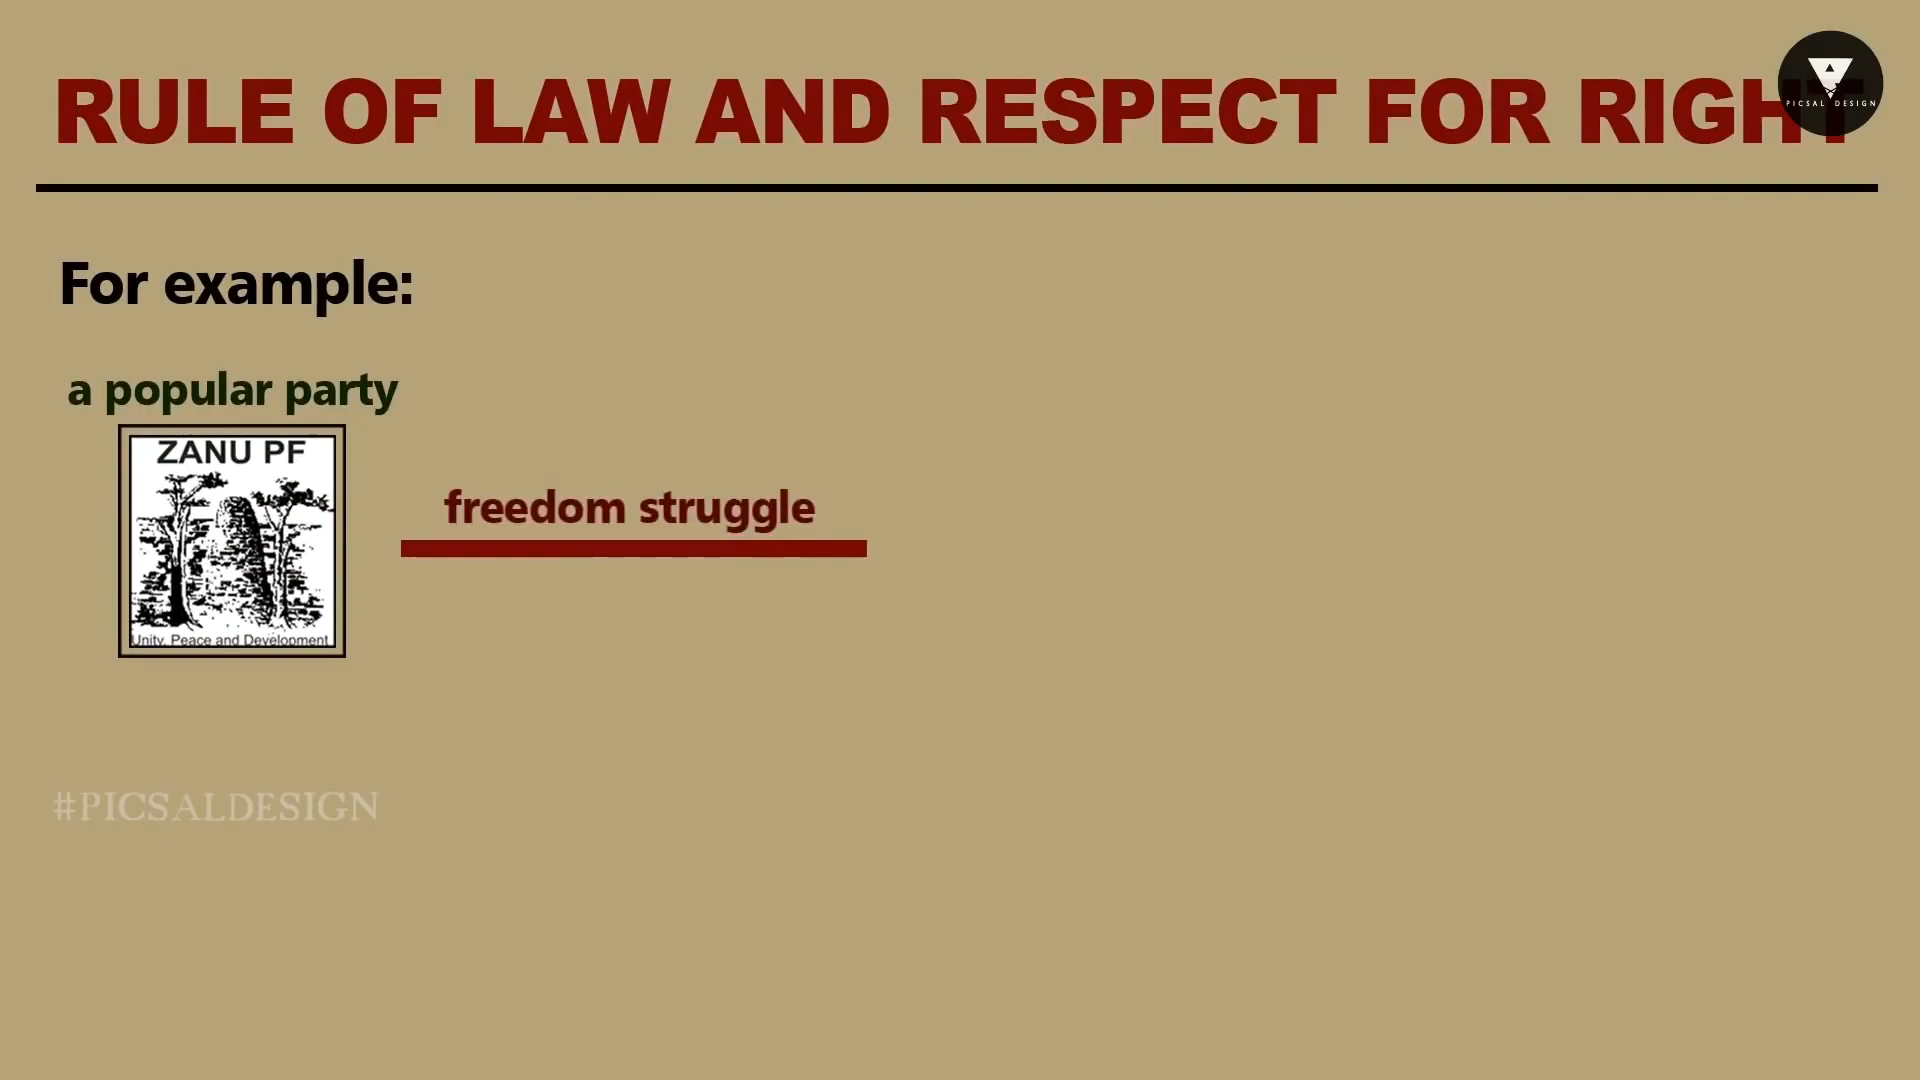 RULE OF LAW AND RESPECT FOR RIGHT
PICSAL DESIGN
For example:
a popular party
ZANU PF
Unity, Peace and Development
freedom struggle
#PICSALDESIGN